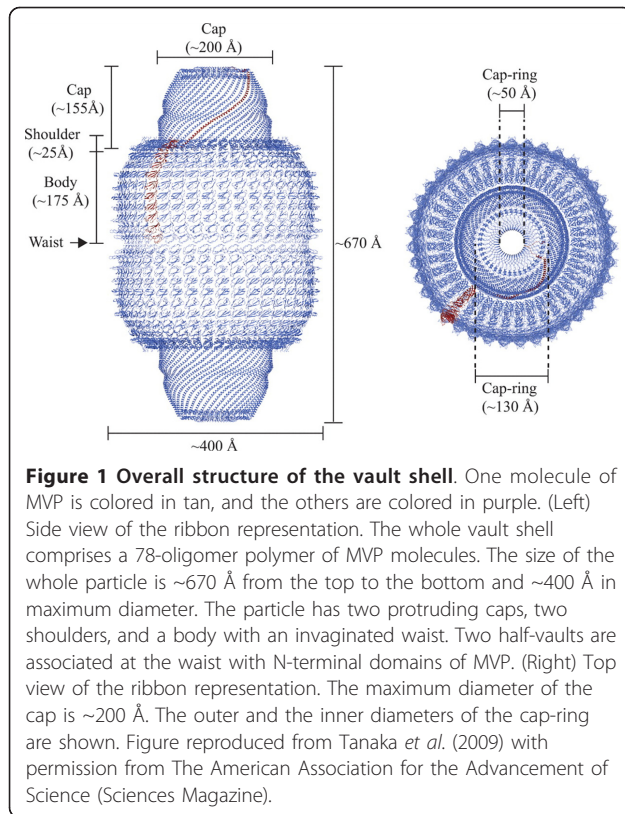 Cap
(~200 Å)
Cap
(~155Å)
Shoulder
(~25Å)
Body
(~175 Å)
Waist
~670 Å
~400 Å
Cap-ring
(~50 Å)
Cap-ring
(~130 Å)
Figure 1 Overall structure of the vault shell. One molecule of
MVP is colored in tan, and the others are colored in purple. (Left)
Side view of the ribbon representation. The whole vault shell
comprises a 78-oligomer polymer of MVP molecules. The size of the
whole particle is ~670 Å from the top to the bottom and ~400 Å in
maximum diameter. The particle has two protruding caps, two
shoulders, and a body with an invaginated waist. Two half-vaults are
associated at the waist with N-terminal domains of MVP. (Right) Top
view of the ribbon representation. The maximum diameter of the
cap is ~200 Å. The outer and the inner diameters of the cap-ring
are shown. Figure reproduced from Tanaka et al. (2009) with
permission from The American Association for the Advancement of
Science (Sciences Magazine).